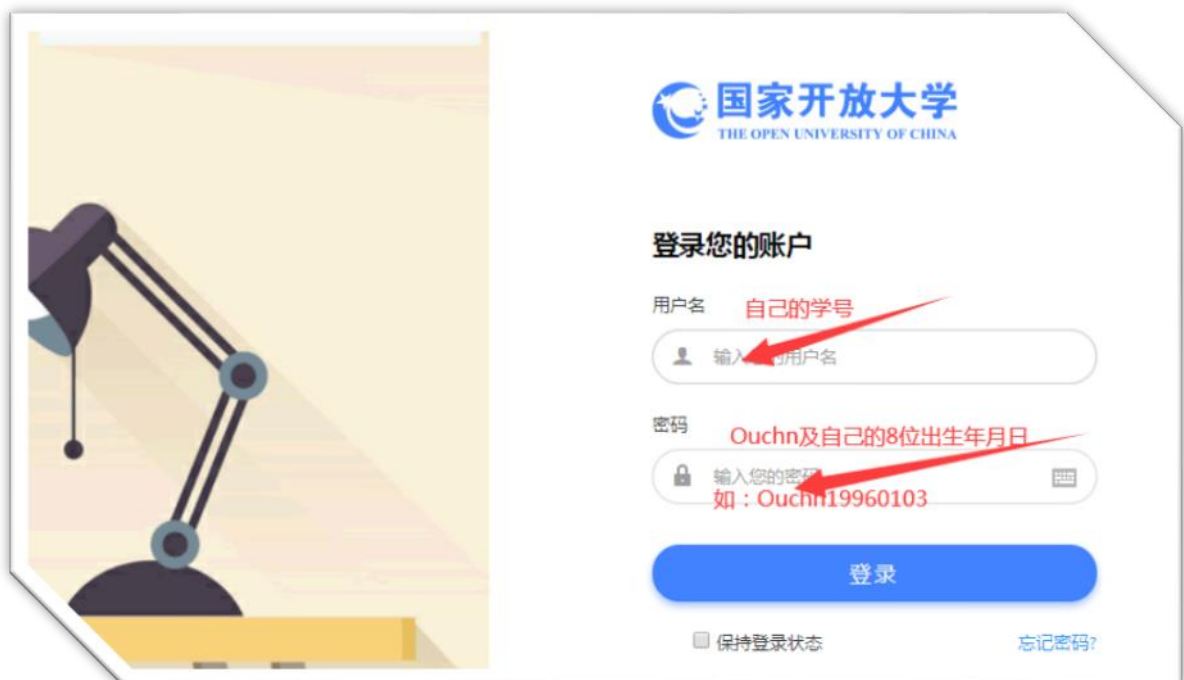 国家开放大学
THE OPEN UNIVERSITY OF CHINA
登录您的账户
用户名
自己的学号
输入 的用户名
密码
Ouchn及自己的8位出生年月日
输入您的密码
如：Ouchn19960103
登录
保持登录状态
忘记密码?